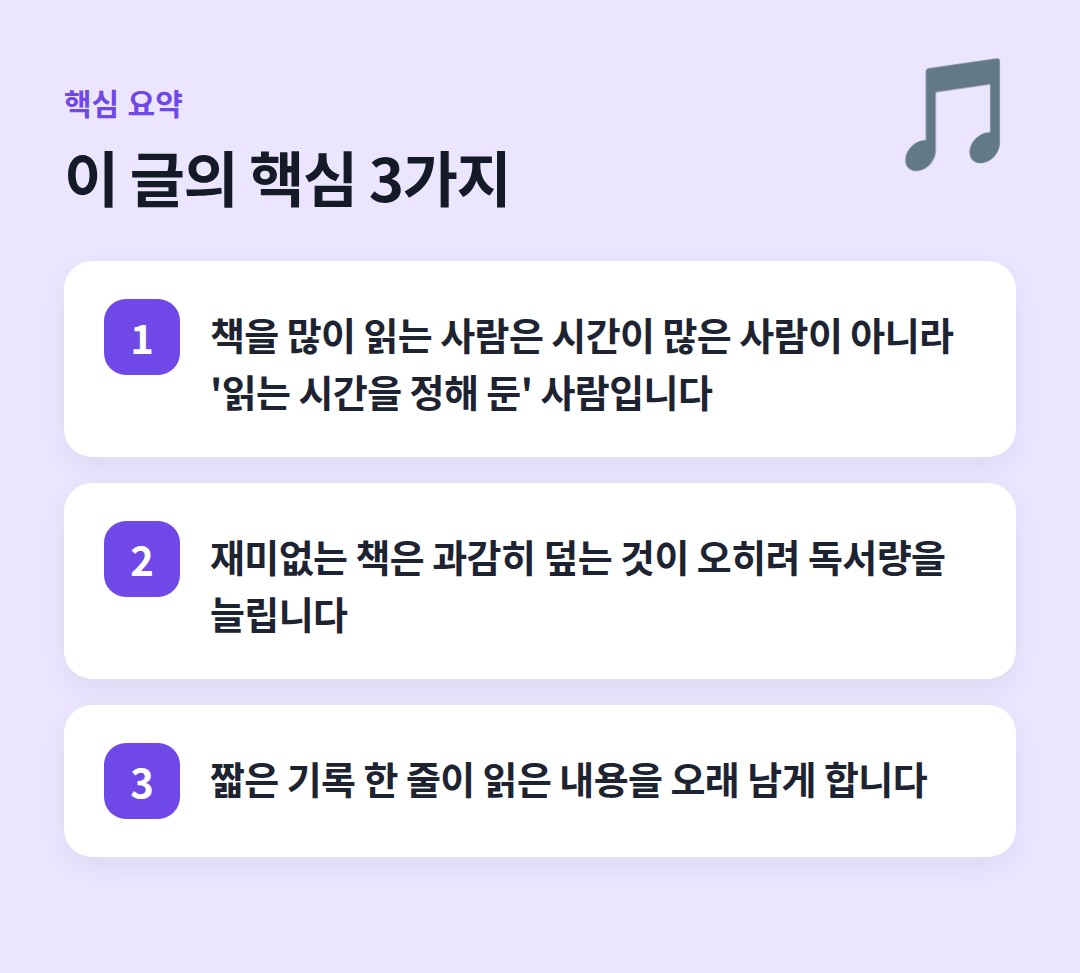 핵심 요약
이 글의 핵심 3가지
1
책을 많이 읽는 사람은 시간이 많은 사람이 아니라
'읽는 시간을 정해 둔' 사람입니다
2
재미없는 책은 과감히 덮는 것이 오히려 독서량을
늘립니다
3
짧은 기록 한 줄이 읽은 내용을 오래 남게 합니다